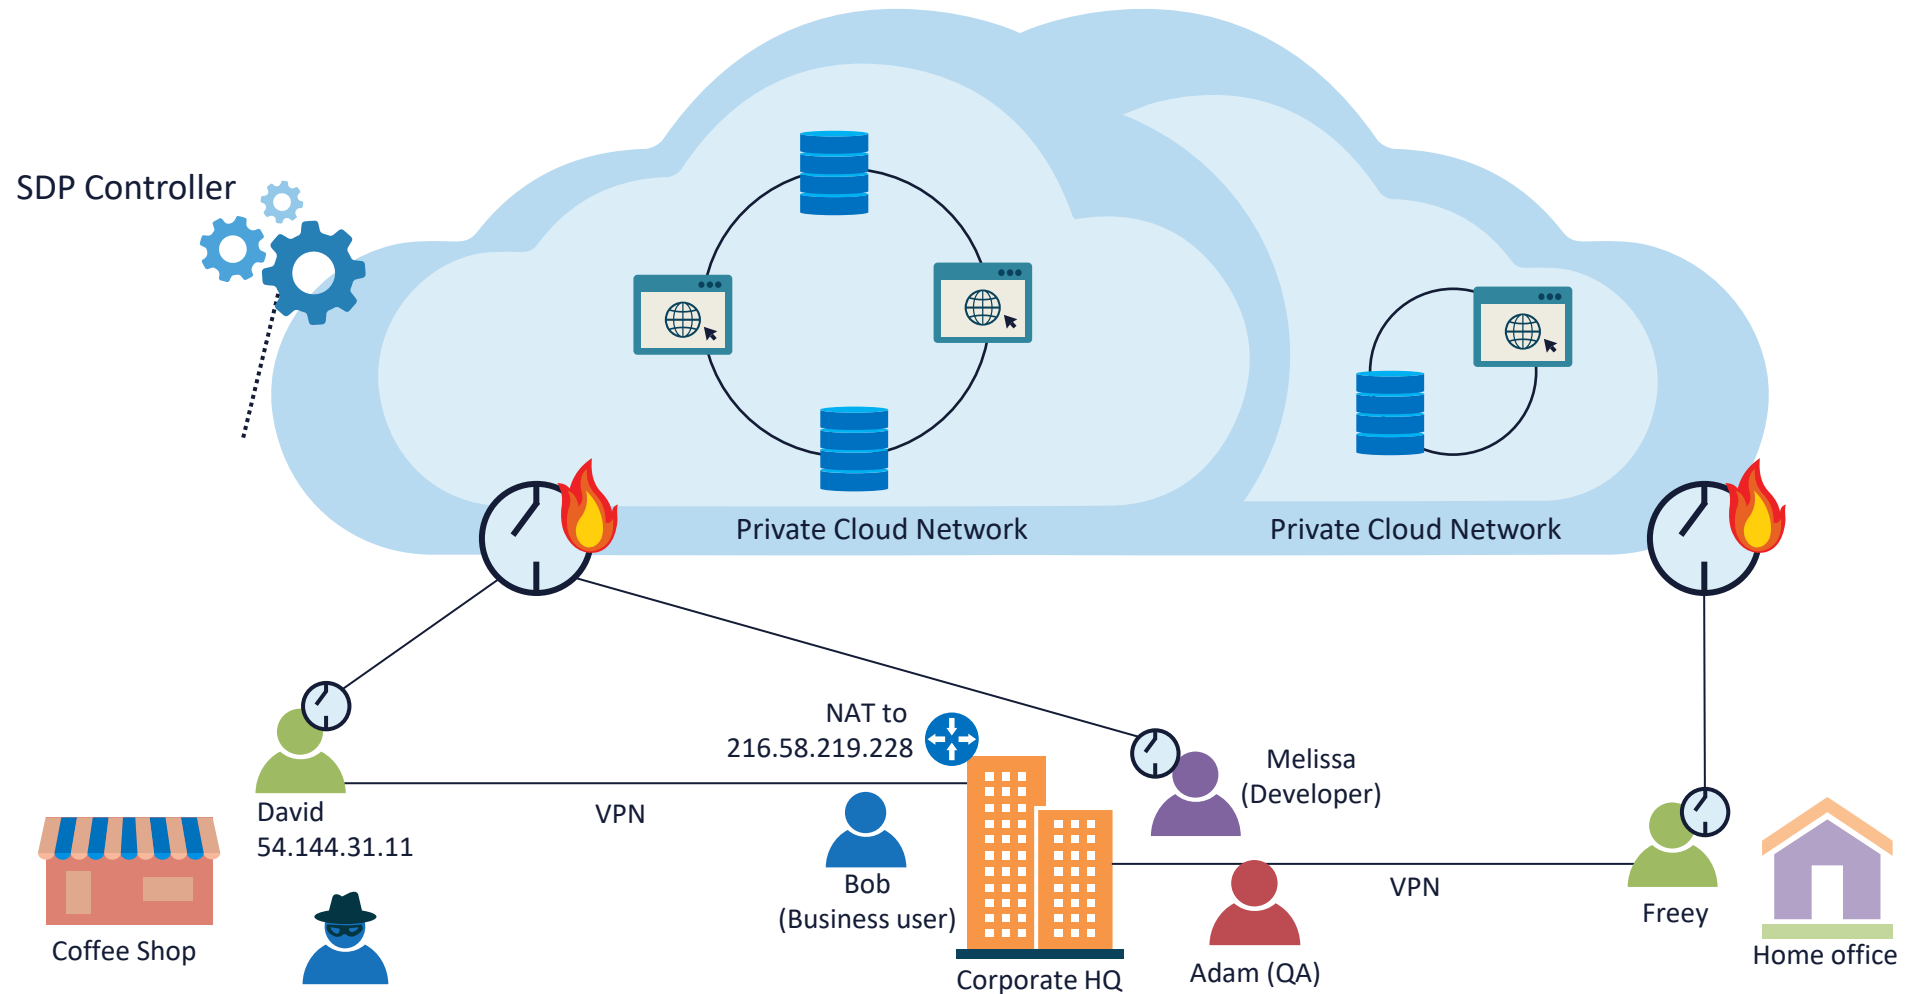 SDP Controller
Private Cloud Network
Private Cloud Network
NAT to
216.58.219.228
Melissa
(Developer)
David
54.144.31.11
VPN
Bob
(Business user)
VPN
Freey
Coffee Shop
Corporate HQ
Adam (QA)
Home office